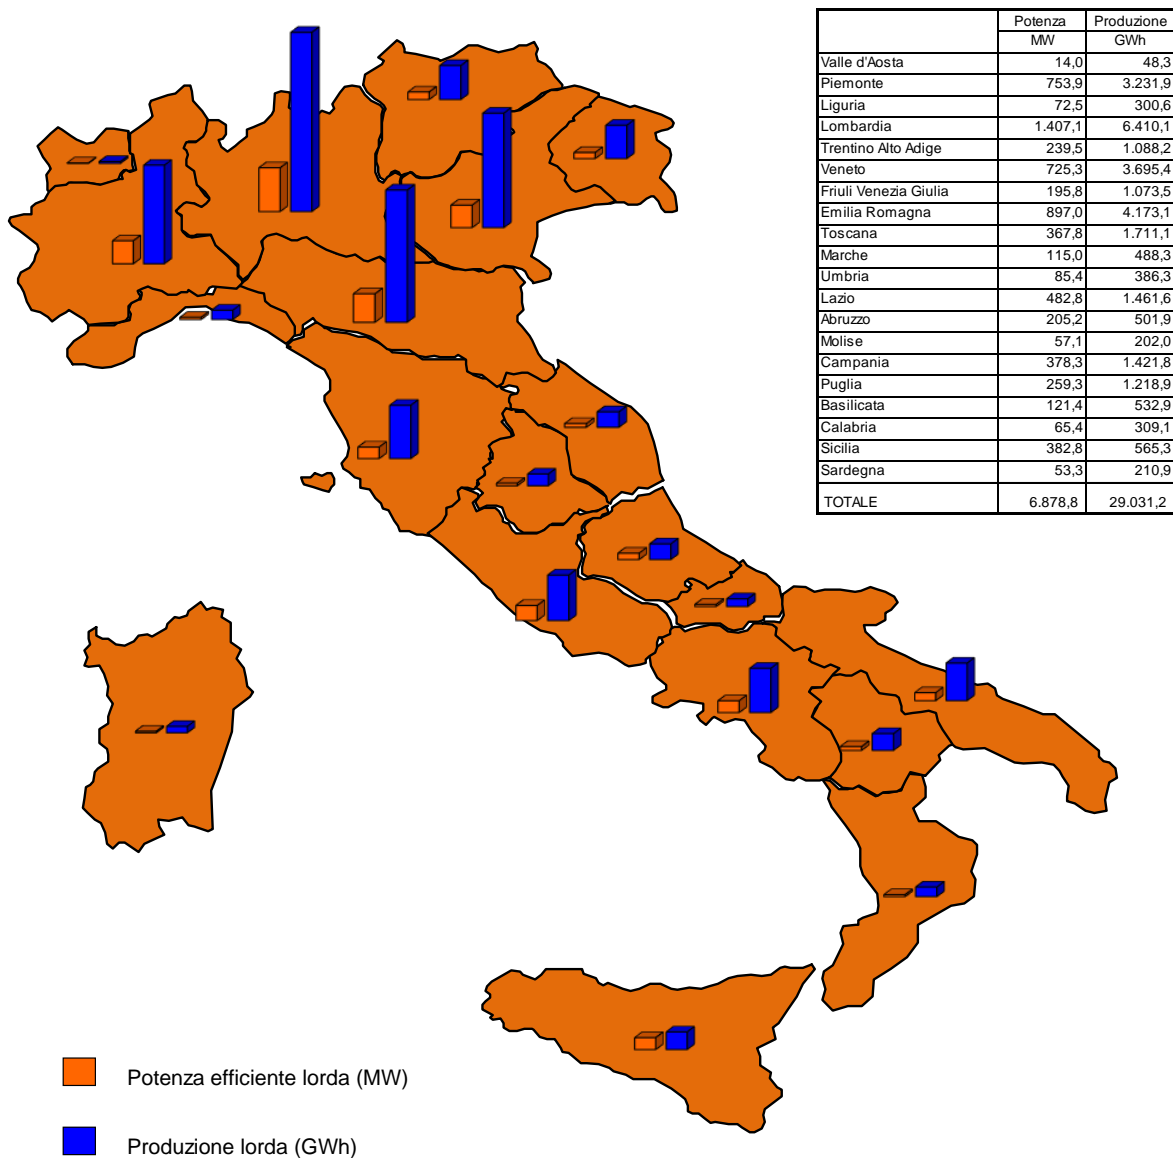 Potenza Produzione
MW GWh
Valle d'Aosta 14,0 48,3
Piemonte 753,9 3.231,9
Liguria 72,5 300,6
Lombardia 1.407,1 6.410,1
Trentino Alto Adige 239,5 1.088,2
Veneto 725,3 3.695,4
Friuli Venezia Giulia 195,8 1.073,5
Emilia Romagna 897,0 4.173,1
Toscana 367,8 1.711,1
Marche 115,0 488,3
Umbria 85,4 386,3
Lazio 482,8 1.461,6
Abruzzo 205,2 501,9
Molise 57,1 202,0
Campania 378,3 1.421,8
Puglia 259,3 1.218,9
Basilicata 121,4 532,9
Calabria 65,4 309,1
Sicilia 382,8 565,3
Sardegna 53,3 210,9
TOTALE 6.878,8 29.031,2
Potenza efficiente lorda (MW)
Produzione lorda (GWh)